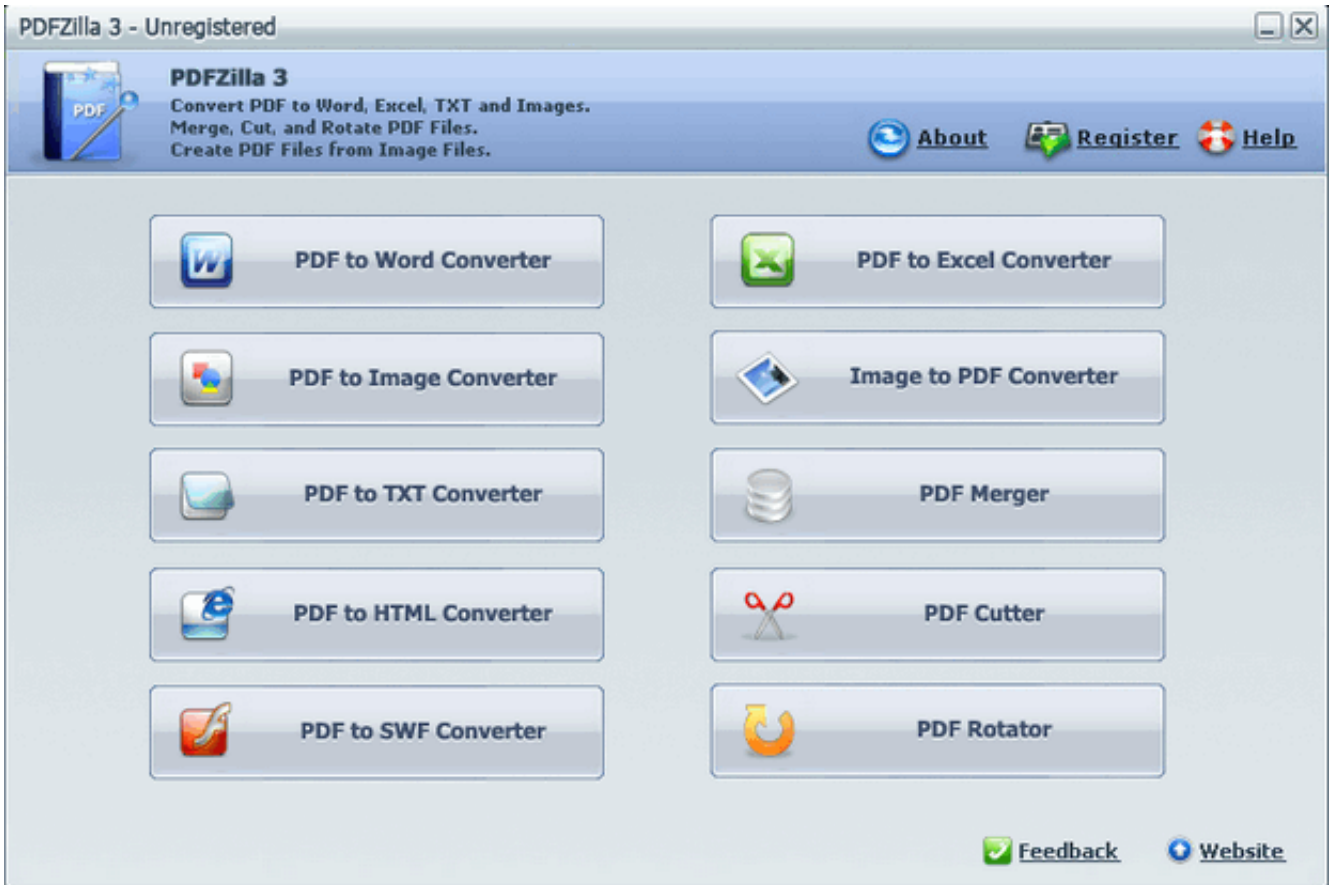 PDFZilla 3 - Unregistered
PDF
PDFZilla 3
Convert PDF to Word, Excel, TXT and Images.
Merge, Cut, and Rotate PDF Files.
Create PDF Files from Image Files.
About
Register
Help
W
PDF to Word Converter
X
PDF to Excel Converter
PDF to Image Converter
Image to PDF Converter
PDF to TXT Converter
PDF Merger
PDF to HTML Converter
PDF Cutter
PDF to SWF Converter
PDF Rotator
Feedback
Website